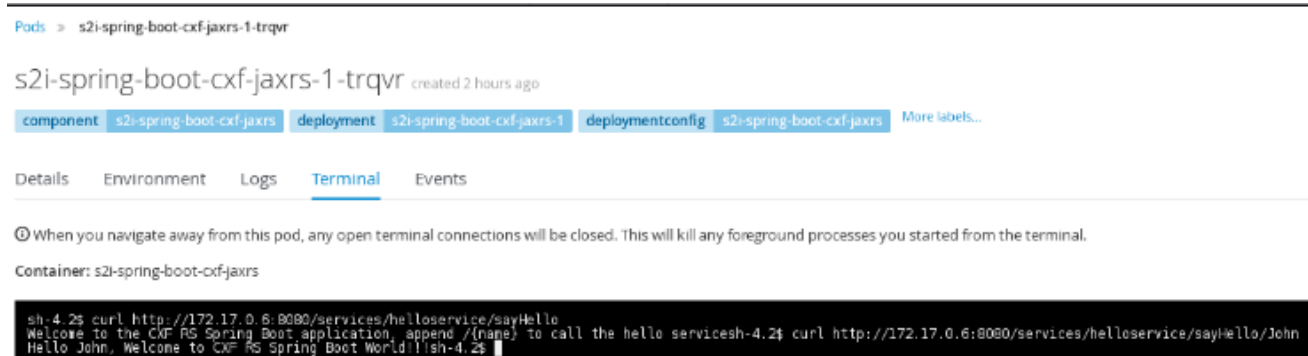 Pods » s2i-spring-boot-cxf-jaxrs-1-trqvr
s2i-spring-boot-cxf-jaxrs-1-trqvr created 2 hours ago
component s2i-spring-boot-cxf-jaxrs deployment s2i-spring-boot-cxf-jaxrs-1 deploymentconfig s2i-spring-boot-cxf-jaxrs More labels...
Details Environment Logs Terminal Events
When you navigate away from this pod, any open terminal connections will be closed. This will kill any foreground processes you started from the terminal.
Container: s2i-spring-boot-cxf-jaxrs
sh-4.2$ curl http://172.17.0.6:8080/services/helloservice/sayHello
Welcome to the CXF RS Spring Boot application, append /{name} to call the hello servicesh-4.2$ curl http://172.17.0.6:8080/services/helloservice/sayHello/John
Hello John, Welcome to CXF RS Spring Boot World!!!sh-4.2$